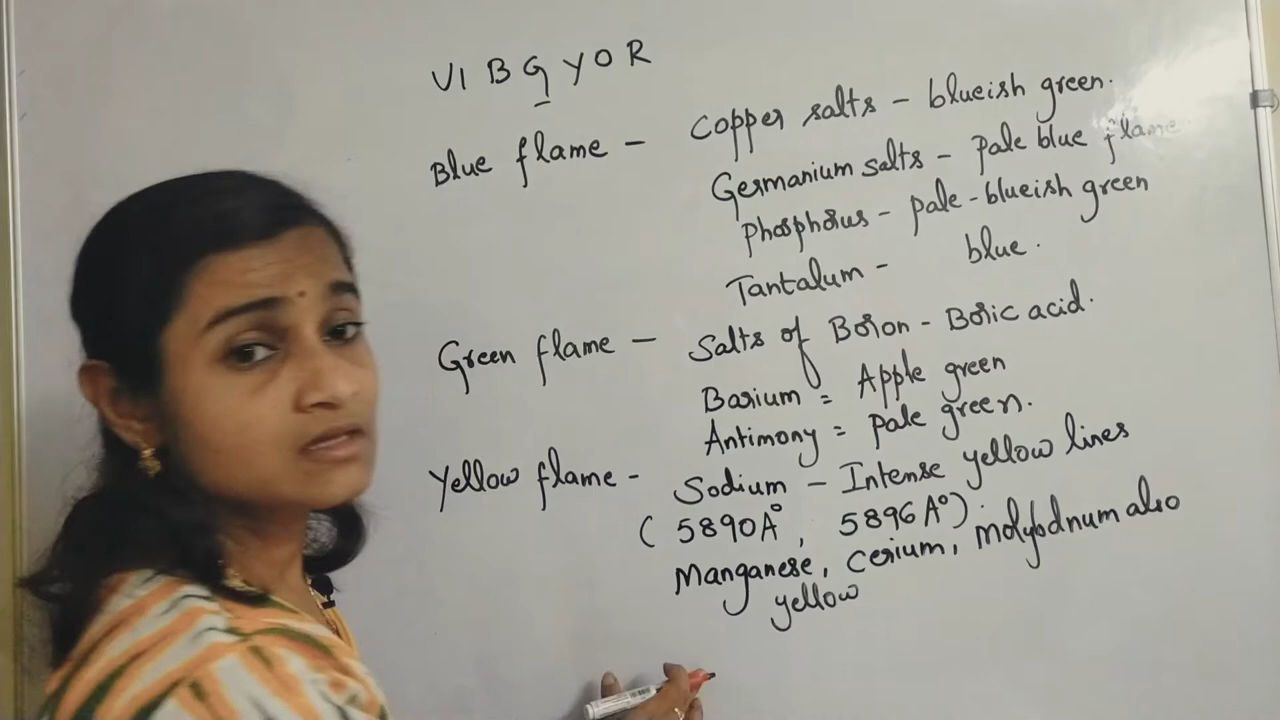 VIBGYOR
Blue flame - Copper salts - blueish green.
Germanium salts - pale blue flame
Phosphorus - pale-blueish green
Tantalum - blue.
Green flame - Salts of Boron - Boric acid.
Barium = Apple green
Antimony = pale green.
Yellow flame - Sodium - Intense yellow lines
(5890A°, 5896A°).
Manganese, cerium, molybdnum also
yellow